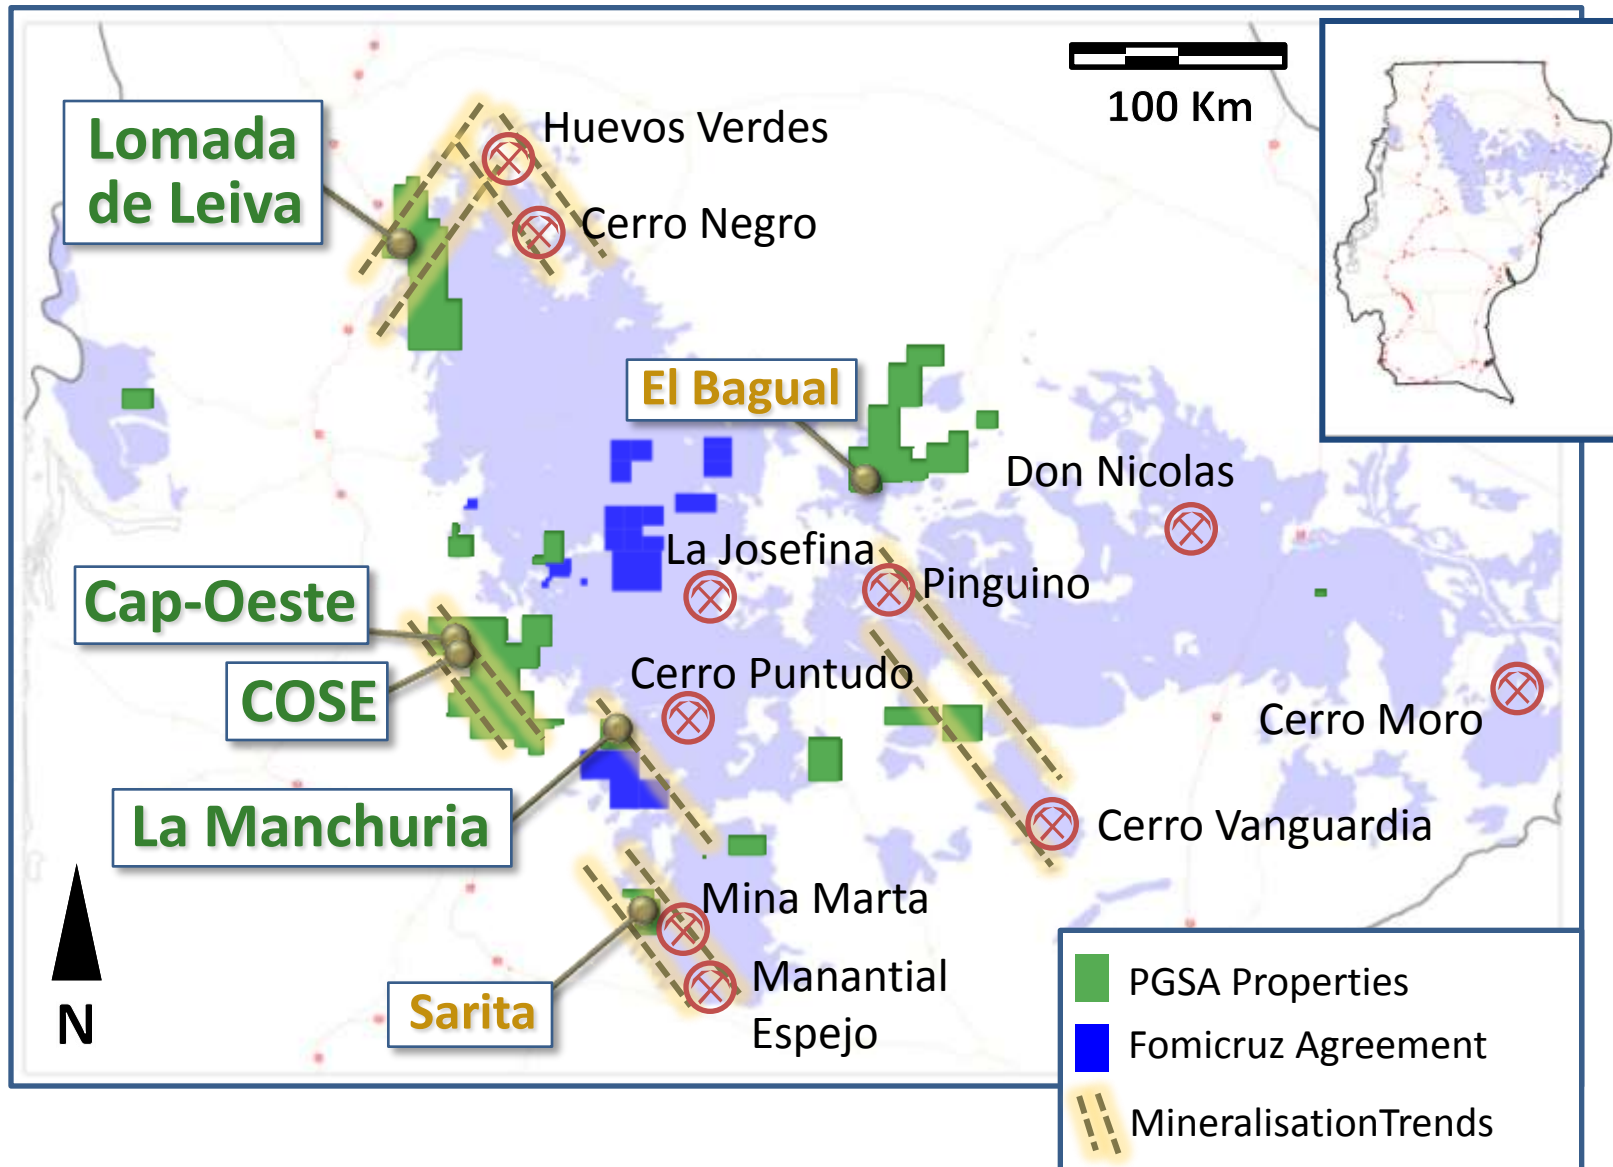 100 Km
Huevos Verdes
Lomada
de Leiva
Cerro Negro
El Bagual
Don Nicolas
La Josefina
Pinguino
Cap-Oeste
COSE
Cerro Puntudo
Cerro Moro
La Manchuria
Cerro Vanguardia
Mina Marta
Manantial
Espejo
Sarita
N
PGSA Properties
Fomicruz Agreement
MineralisationTrends